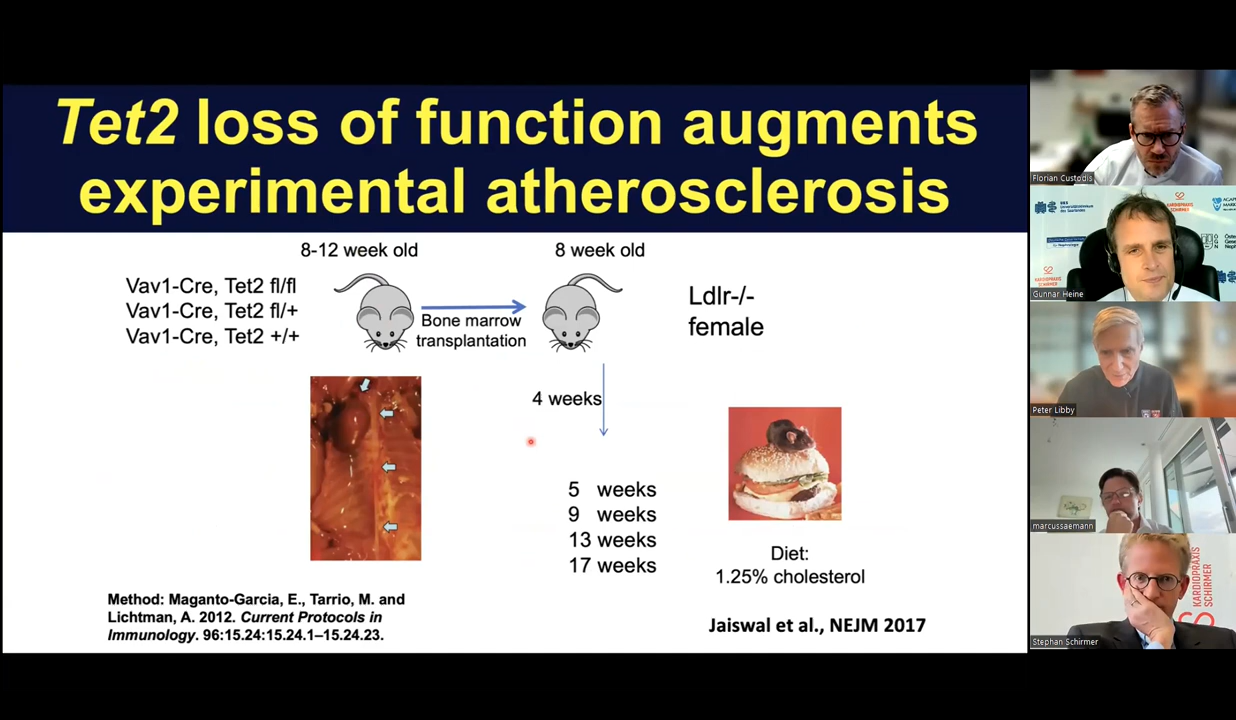 Tet2 loss of function augments
experimental atherosclerosis
8-12 week old
8 week old
Vav1-Cre, Tet2 fl/fl
Vav1-Cre, Tet2 fl/+
Vav1-Cre, Tet2 +/+
Bone marrow
transplantation
Ldlr-/-
female
4 weeks
5 weeks
9 weeks
13 weeks
17 weeks
Diet:
1.25% cholesterol
Method: Maganto-Garcia, E., Tarrio, M. and
Lichtman, A. 2012. Current Protocols in
Immunology. 96:15.24:15.24.1–15.24.23.
Jaiswal et al., NEJM 2017
Florian Custodis
KARDIOPRAXIS
SCHIRMER
Gunnar Heine
Peter Libby
marcussaemann
KARDIOPRAXIS
SCHIRMER
Stephan Schirmer